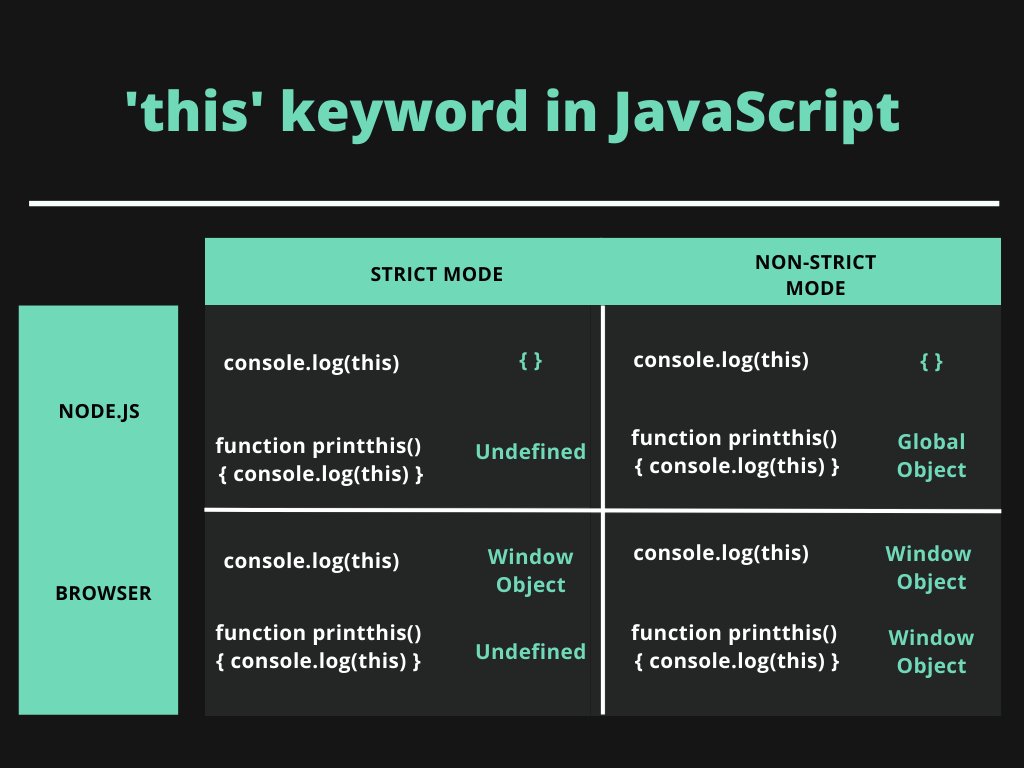 'this' keyword in JavaScript
STRICT MODE
NON-STRICT
MODE
NODE.JS
console.log(this)
{ }
function printthis()
{ console.log(this) }
Undefined
console.log(this)
{ }
function printthis()
{ console.log(this) }
Global
Object
BROWSER
console.log(this)
Window
Object
function printthis()
{ console.log(this) }
Undefined
console.log(this)
Window
Object
function printthis()
{ console.log(this) }
Window
Object